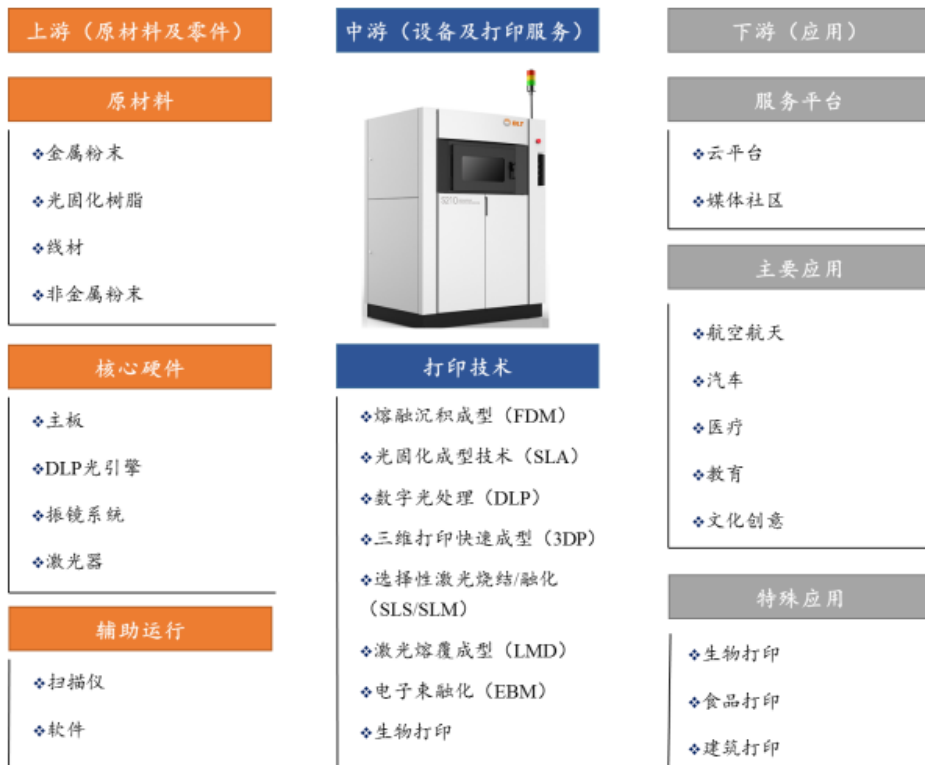 上游（原材料及零件）
原材料
❖金属粉末
❖光固化树脂
❖线材
❖非金属粉末
核心硬件
❖主板
❖DLP光引擎
❖振镜系统
❖激光器
辅助运行
❖扫描仪
❖软件
中游（设备及打印服务）
BLT
S210
打印技术
❖熔融沉积成型（FDM）
❖光固化成型技术（SLA）
❖数字光处理（DLP）
❖三维打印快速成型（3DP）
❖选择性激光烧结/融化
（SLS/SLM）
❖激光熔覆成型（LMD）
❖电子束融化（EBM）
❖生物打印
下游（应用）
服务平台
❖云平台
❖媒体社区
主要应用
❖航空航天
❖汽车
❖医疗
❖教育
❖文化创意
特殊应用
❖生物打印
❖食品打印
❖建筑打印